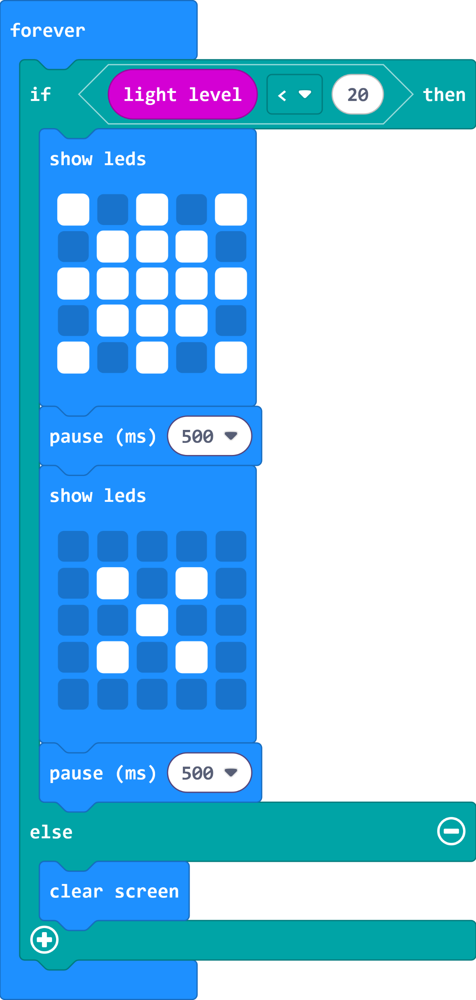 forever
if light level < 20 then
show leds
pause (ms) 500
show leds
pause (ms) 500
else
clear screen